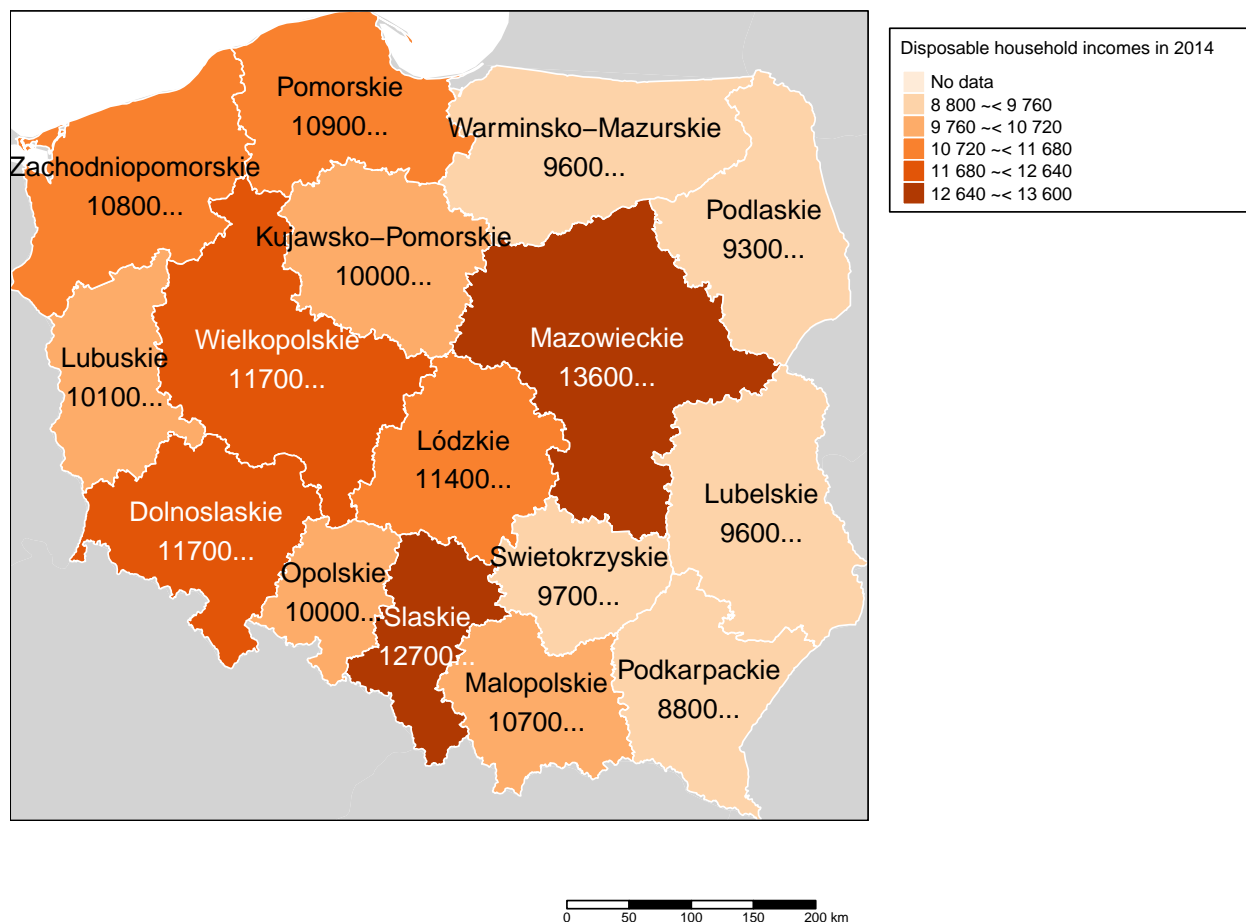 Disposable household incomes in 2014
No data
8 800 ~< 9 760
9 760 ~< 10 720
10 720 ~< 11 680
11 680 ~< 12 640
12 640 ~< 13 600
Pomorskie
10900...
Warminsko−Mazurskie
9600...
Zachodniopomorskie
10800...
Podlaskie
9300...
Kujawsko−Pomorskie
10000...
Wielkopolskie
11700...
Mazowieckie
13600...
Lubuskie
10100...
Lódzkie
11400...
Lubelskie
9600...
Dolnoslaskie
11700...
Swietokrzyskie
9700...
Opolskie
10000...
Slaskie
12700...
Podkarpackie
8800...
Malopolskie
10700...
0 50 100 150 200 km